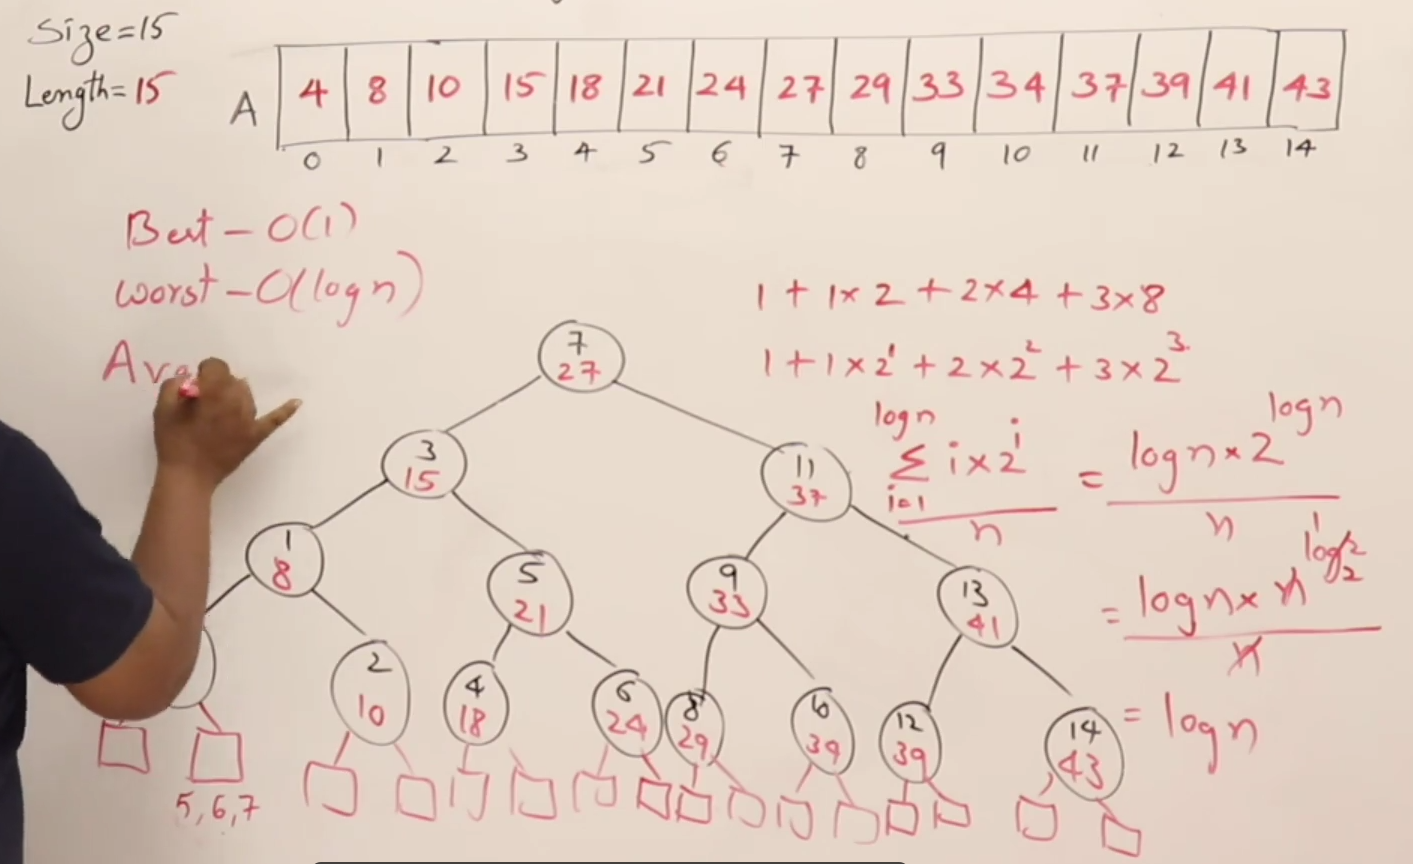 Size=15
Length=15
A 4 8 10 15 18 21 24 27 29 33 34 37 39 41 43
0 1 2 3 4 5 6 7 8 9 10 11 12 13 14
Best - O(1)
worst - O(log n)
1 + 1×2 + 2×4 + 3×8
1 + 1×2¹ + 2×2² + 3×2³
log n
Σ i×2ⁱ
i=1
n
= log n × 2^log n
n
= log n × n^log₂2
1
n
= log n
7
27
3
15
11
37
1
8
5
21
9
33
13
41
2
10
4
18
6
24
8
29
39
12
39
14
43
5,6,7